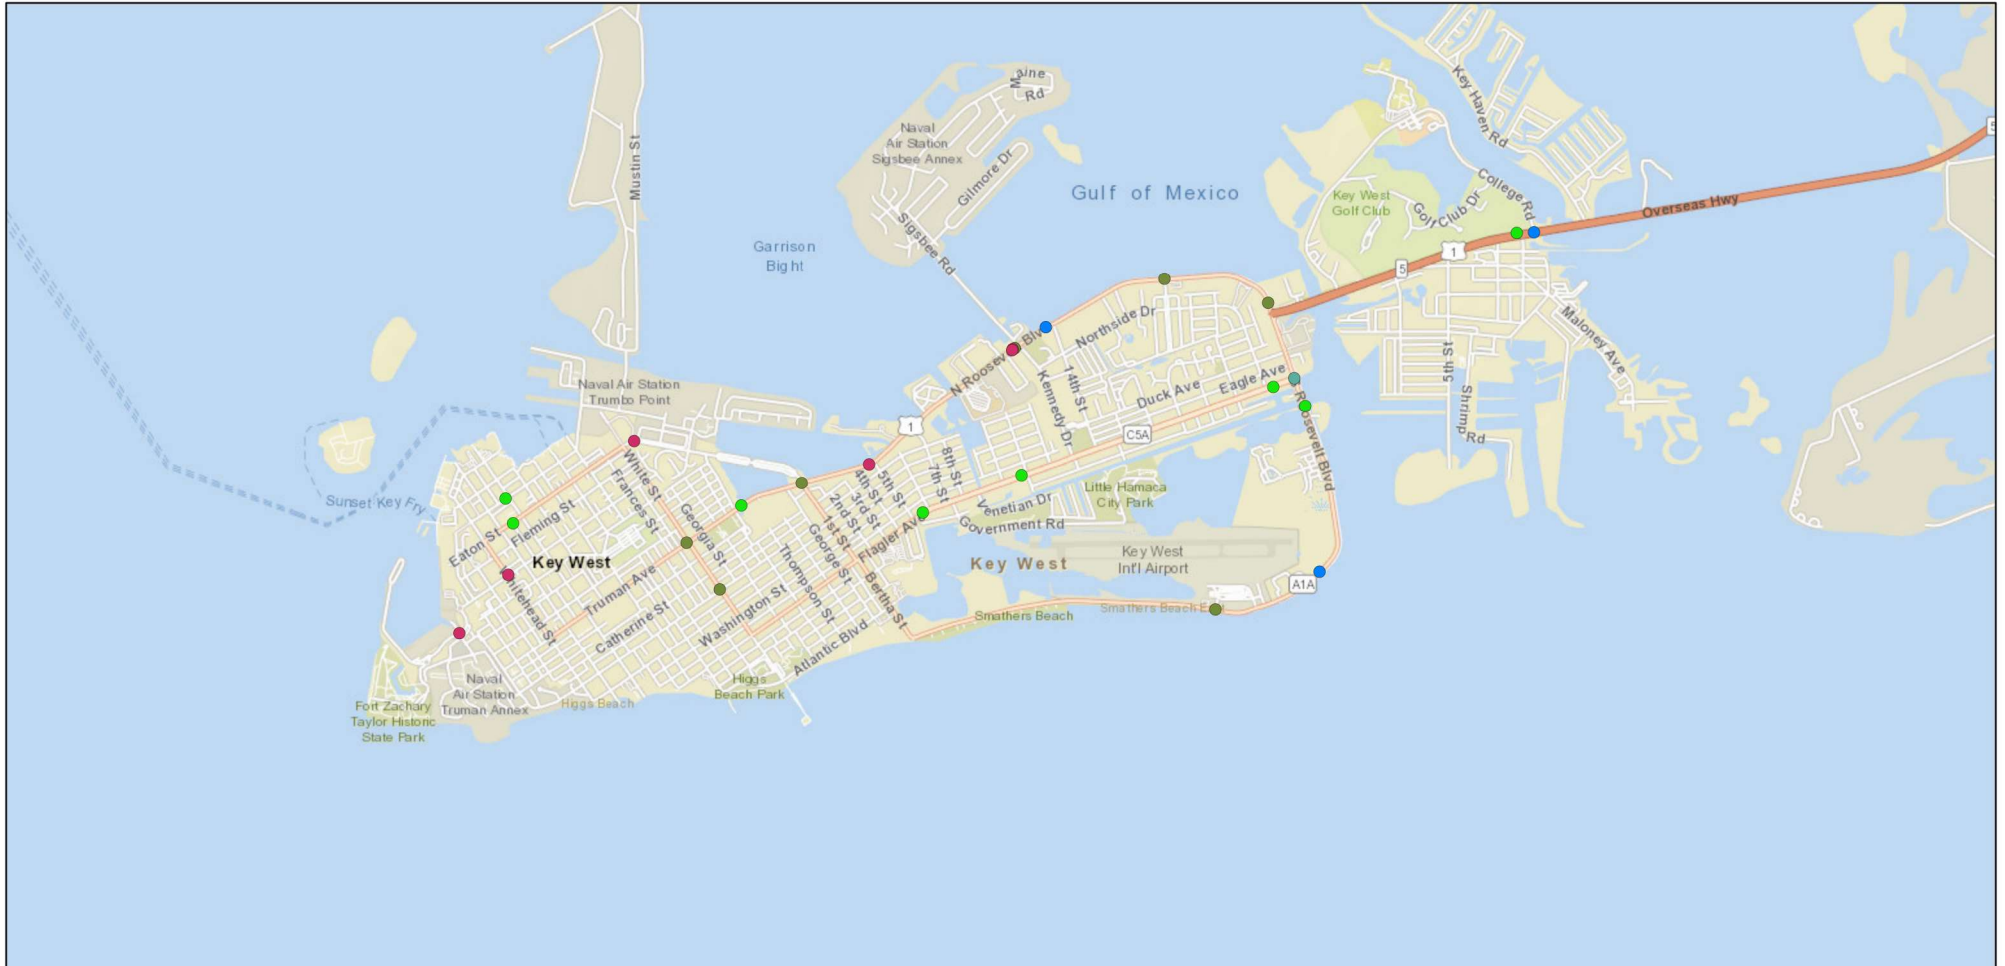 Maine
Rd
Mustin St
Naval
Air Station
Sigsbee Annex
Gilmore Dr
Key Haven Rd
Gulf of Mexico
Key West
Golf Club
Golf Club Dr
College Rd
Overseas Hwy
5
Sigsbee Rd
Garrison
Bight
1
5
Northside Dr
N Roosevelt Blv
Maloney Ave
Kennedy Dr
14th St
Duck Ave
Eagle Ave
5th St
Shrimp
Rd
Naval Air Station
Trumbo Point
1
C5A
S Roosevelt Blvd
8th St
7th St
5th St
4th St
3rd St
2nd St
1st St
White St
Frances St
Georgia St
George St
Sunset Key Fry
Little Hamaca
City Park
Venetian Dr
Government Rd
Flagler Ave
Eaton St
Fleming St
Key West
Key West
Key West
Int'l Airport
Thompson St
Bertha St
A1A
Truman Ave
Whitehead St
Catherine St
Washington St
Smathers Beach
Atlantic Blvd
Naval
Air Station
Truman Annex
Higgs
Beach Park
Higgs Beach
Fort Zachary
Taylor Historic
State Park